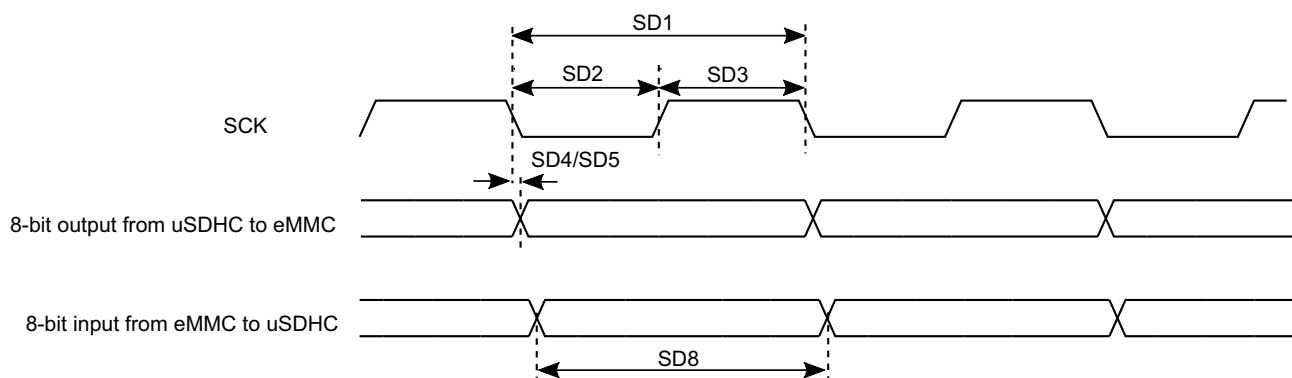 SD1
SD2
SD3
SCK
SD4/SD5
8-bit output from uSDHC to eMMC
8-bit input from eMMC to uSDHC
SD8